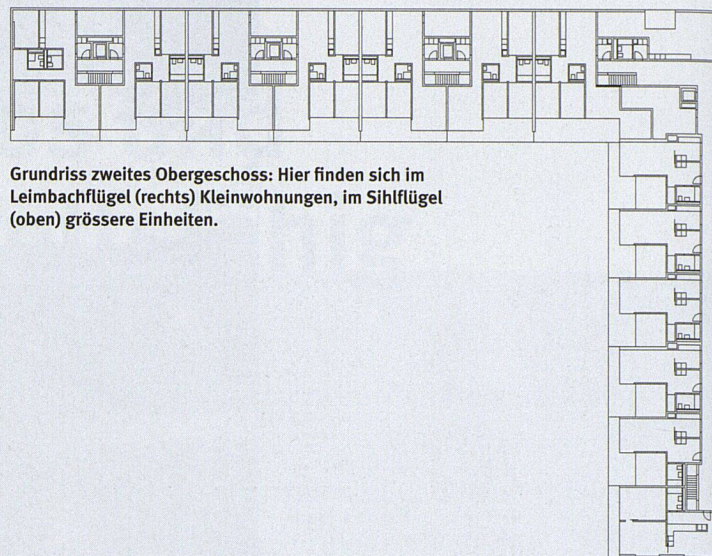 Grundriss zweites Obergeschoss: Hier finden sich im
Leimbachflügel (rechts) Kleinwohnungen, im Sihlflügel
(oben) grössere Einheiten.